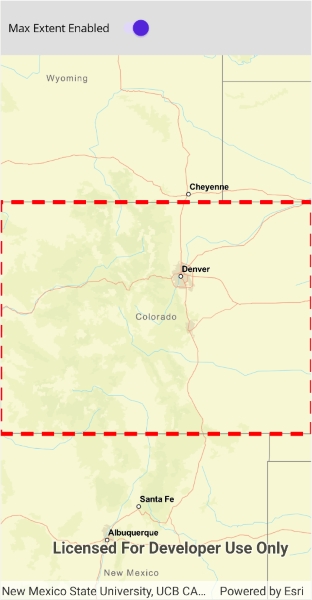 Max Extent Enabled
Wyoming
Cheyenne
Denver
Colorado
Santa Fe
Albuquerque
Licensed For Developer Use Only
New Mexico
New Mexico State University, UCB CA... Powered by Esri